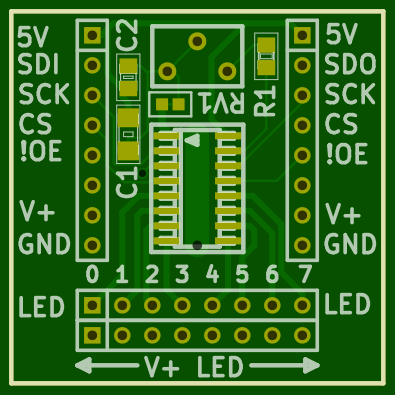 5V C2 5V
SDI SDO
SCK RV1 R1 SCK
CS CS
!OE C1 !OE
V+ V+
GND GND
0 1 2 3 4 5 6 7
LED LED
V+ LED